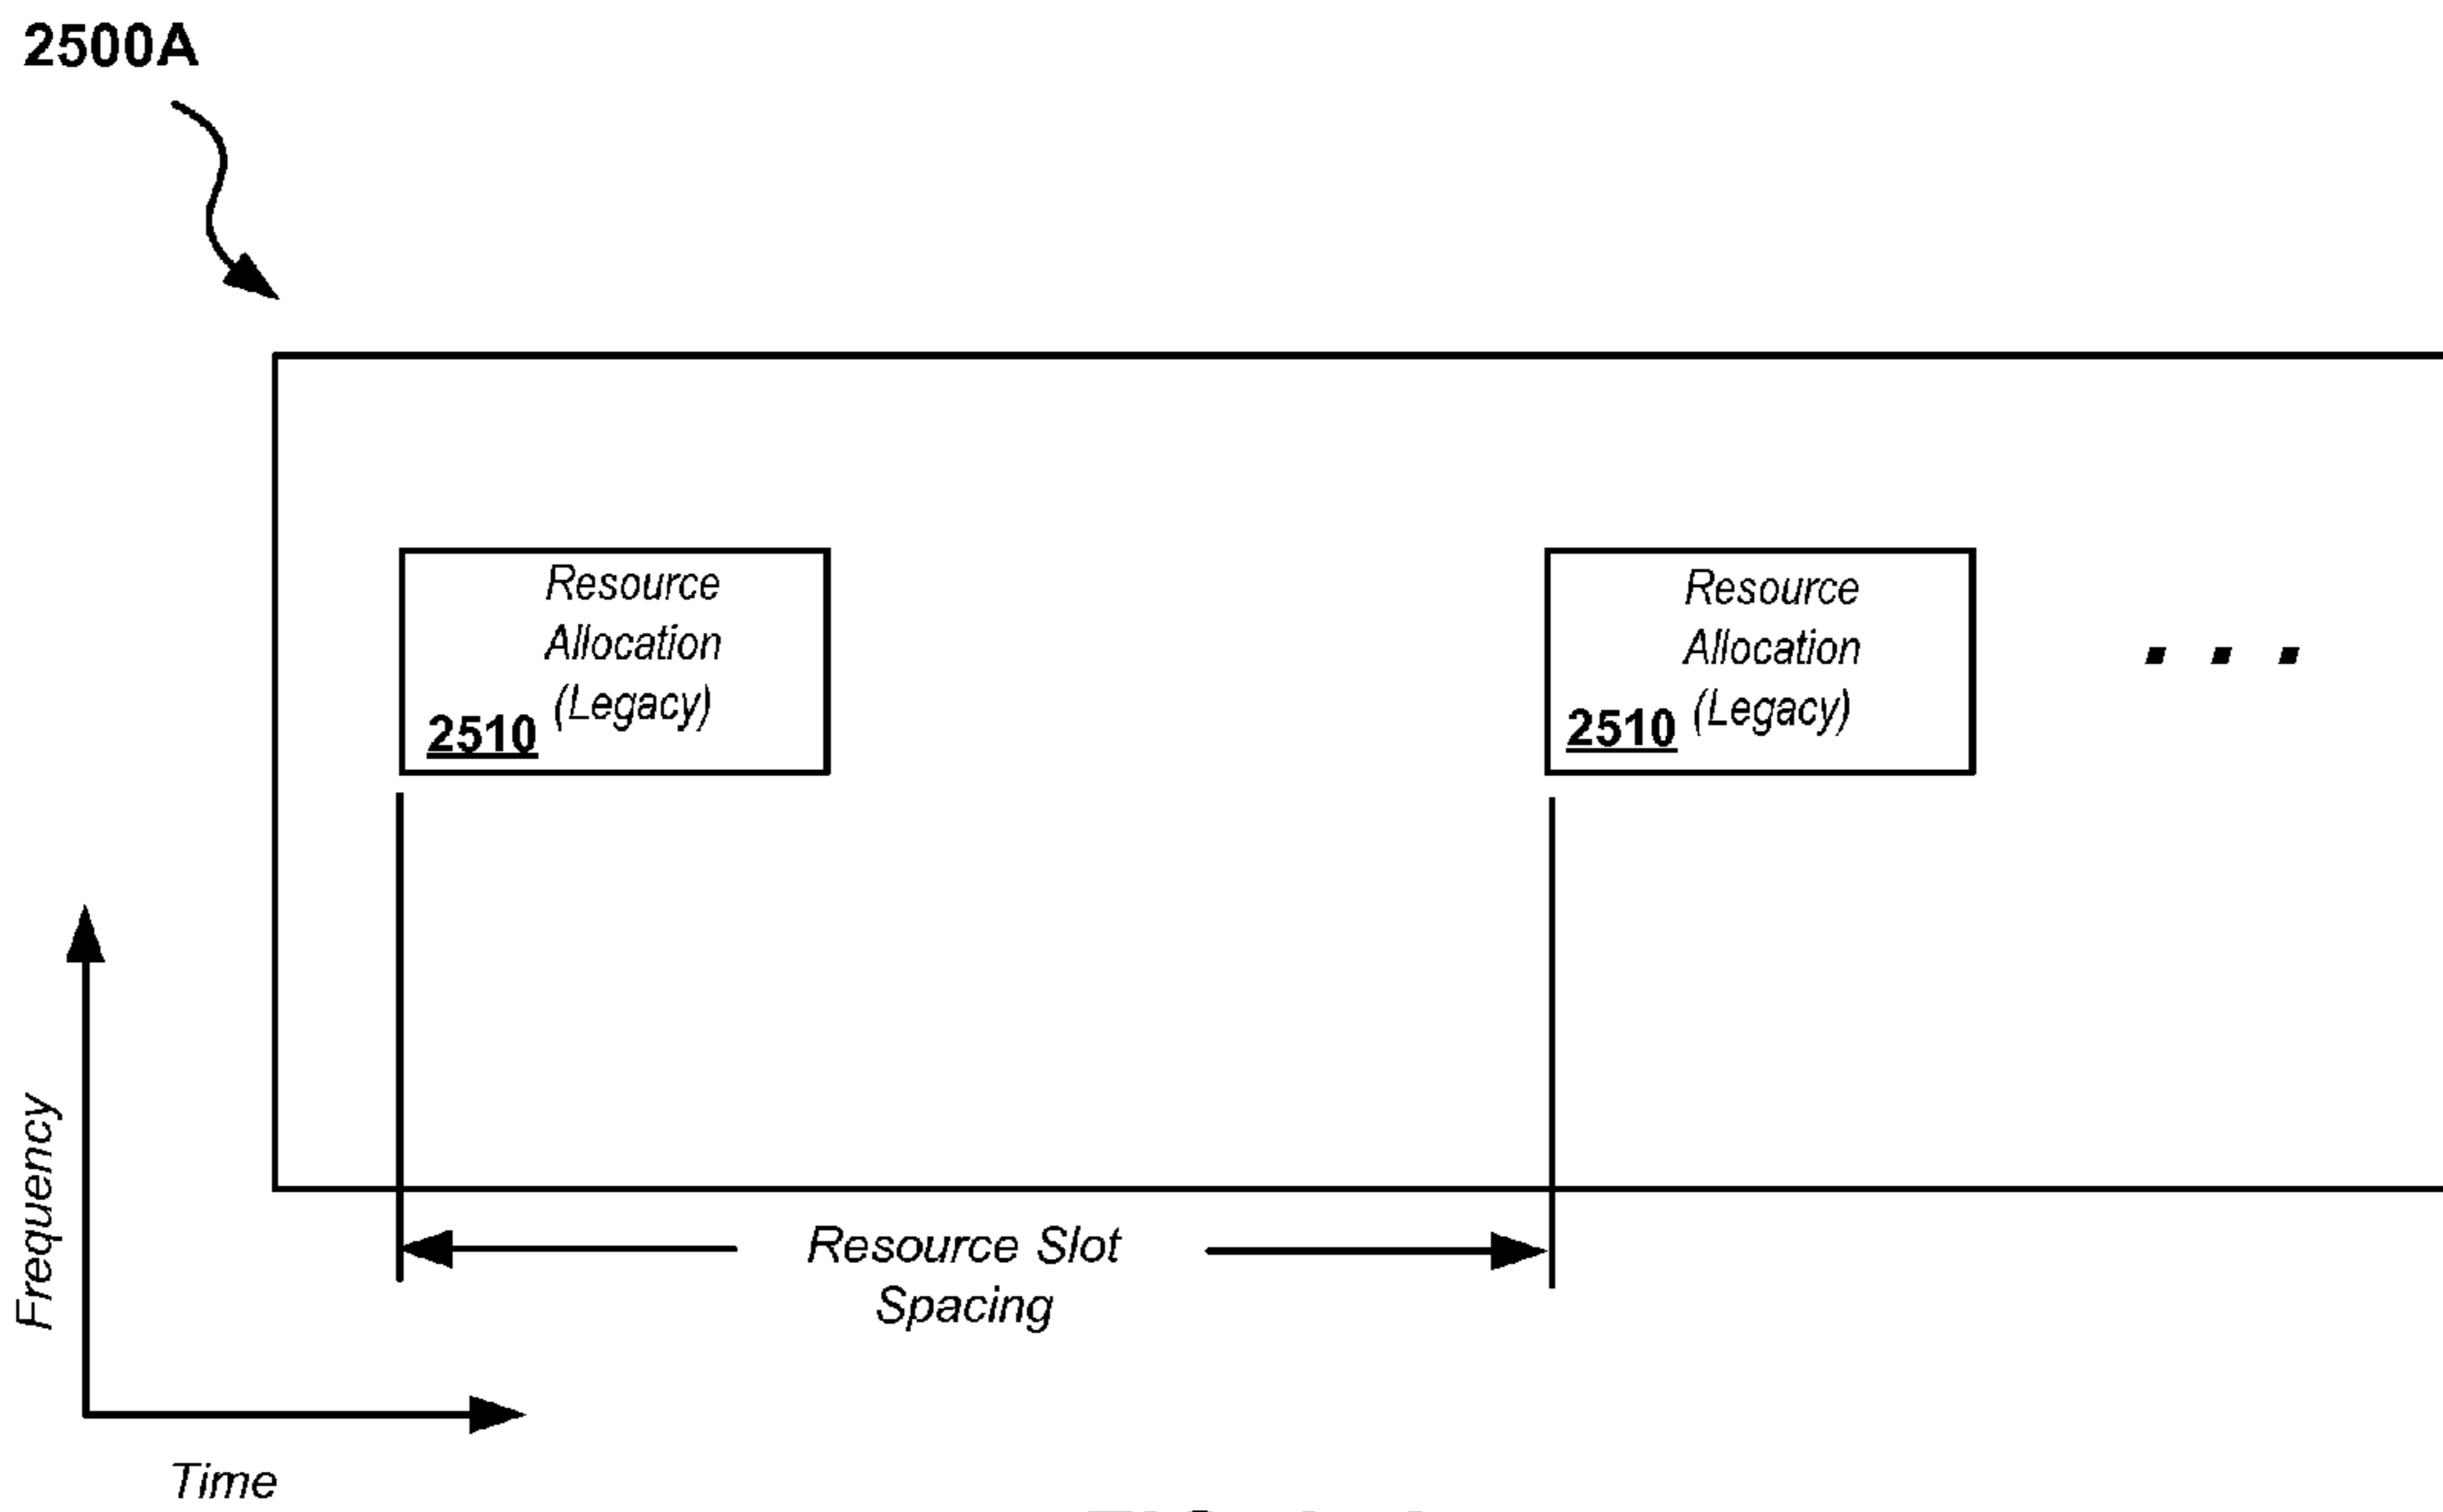 2500A
Resource
Allocation
(Legacy)
2510
Resource
Allocation
(Legacy)
2510
Frequency
Resource Slot
Spacing
Time